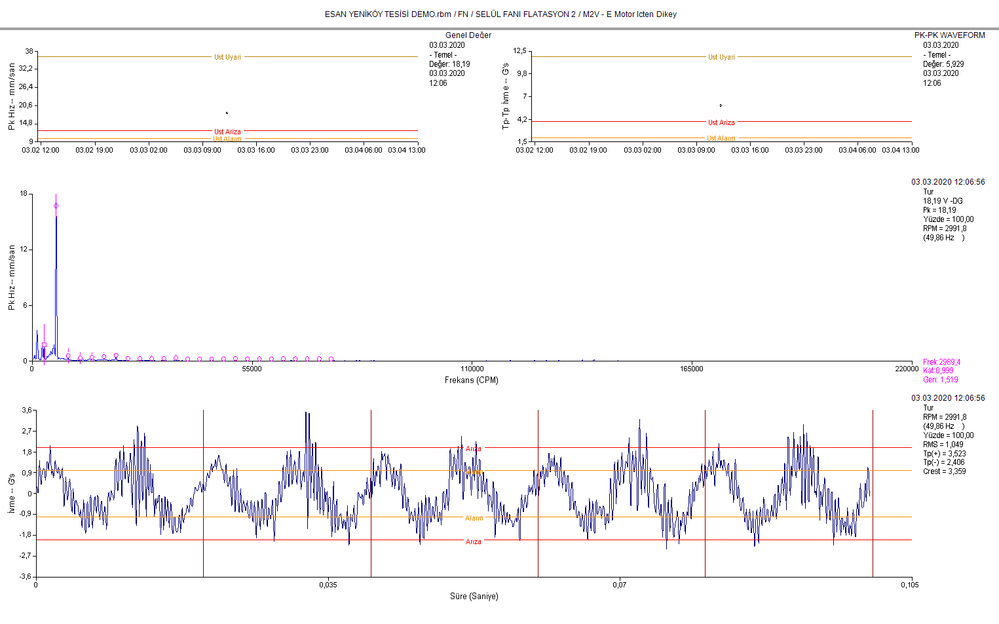 ESAN YENİKÖY TESİSİ DEMO.rbm / FN / SELÜL FANI FLATASYON 2 / M2V - E Motor Icten Dikey
Genel Değer
03.03.2020
- Temel -
Değer: 18,19
03.03.2020
12:06
Pk Hız -- mm/san
38
32,2
26,4
20,6
14,8
9
Ust Uyari
Ust Ariza
Ust Alarm
03.02 12:00
03.02 19:00
03.03 02:00
03.03 09:00
03.03 16:00
03.03 23:00
03.04 06:00
03.04 13:00
PK-PK WAVEFORM
03.03.2020
- Temel -
Değer: 5,929
03.03.2020
12:06
Tp-Tp İvme -- G's
12,5
9,8
7
4,2
1,5
Ust Uyari
Ust Ariza
Ust Alarm
03.02 12:00
03.02 19:00
03.03 02:00
03.03 09:00
03.03 16:00
03.03 23:00
03.04 06:00
03.04 13:00
03.03.2020 12:06:56
Tur
18,19 V -DG
Pk = 18,19
Yüzde = 100,00
RPM = 2991,8
(49,86 Hz )
Pk Hız -- mm/san
18
12
6
0
0
55000
110000
165000
220000
Frekans (CPM)
Frek:2989,4
Kat:0,999
Gen: 1,519
03.03.2020 12:06:56
Tur
RPM = 2991,8
(49,86 Hz )
Yüzde = 100,00
RMS = 1,049
Tp(+) = 3,523
Tp(-) = 2,406
Crest = 3,359
İvme -- G's
3,6
2,7
1,8
0,9
0
-0,9
-1,8
-2,7
-3,6
Ariza
Alarm
Ariza
0
0,035
0,07
0,105
Süre (Saniye)